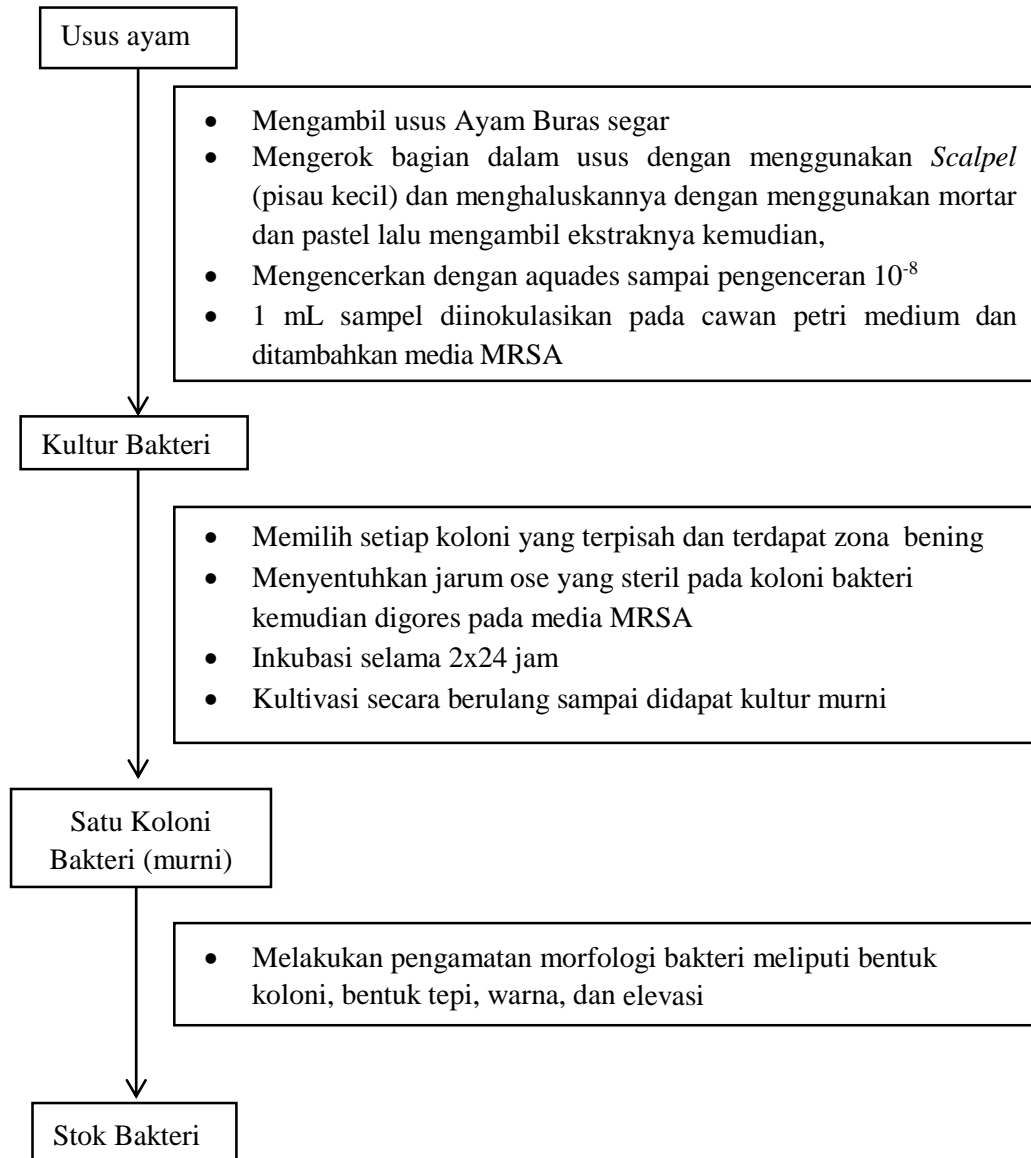 Usus ayam
• Mengambil usus Ayam Buras segar
• Mengerok bagian dalam usus dengan menggunakan Scalpel
(pisau kecil) dan menghaluskannya dengan menggunakan mortar
dan pastel lalu mengambil ekstraknya kemudian,
• Mengencerkan dengan aquades sampai pengenceran 10⁻⁸
• 1 mL sampel diinokulasikan pada cawan petri medium dan
ditambahkan media MRSA
Kultur Bakteri
• Memilih setiap koloni yang terpisah dan terdapat zona bening
• Menyentuhkan jarum ose yang steril pada koloni bakteri
kemudian digores pada media MRSA
• Inkubasi selama 2x24 jam
• Kultivasi secara berulang sampai didapat kultur murni
Satu Koloni
Bakteri (murni)
• Melakukan pengamatan morfologi bakteri meliputi bentuk
koloni, bentuk tepi, warna, dan elevasi
Stok Bakteri